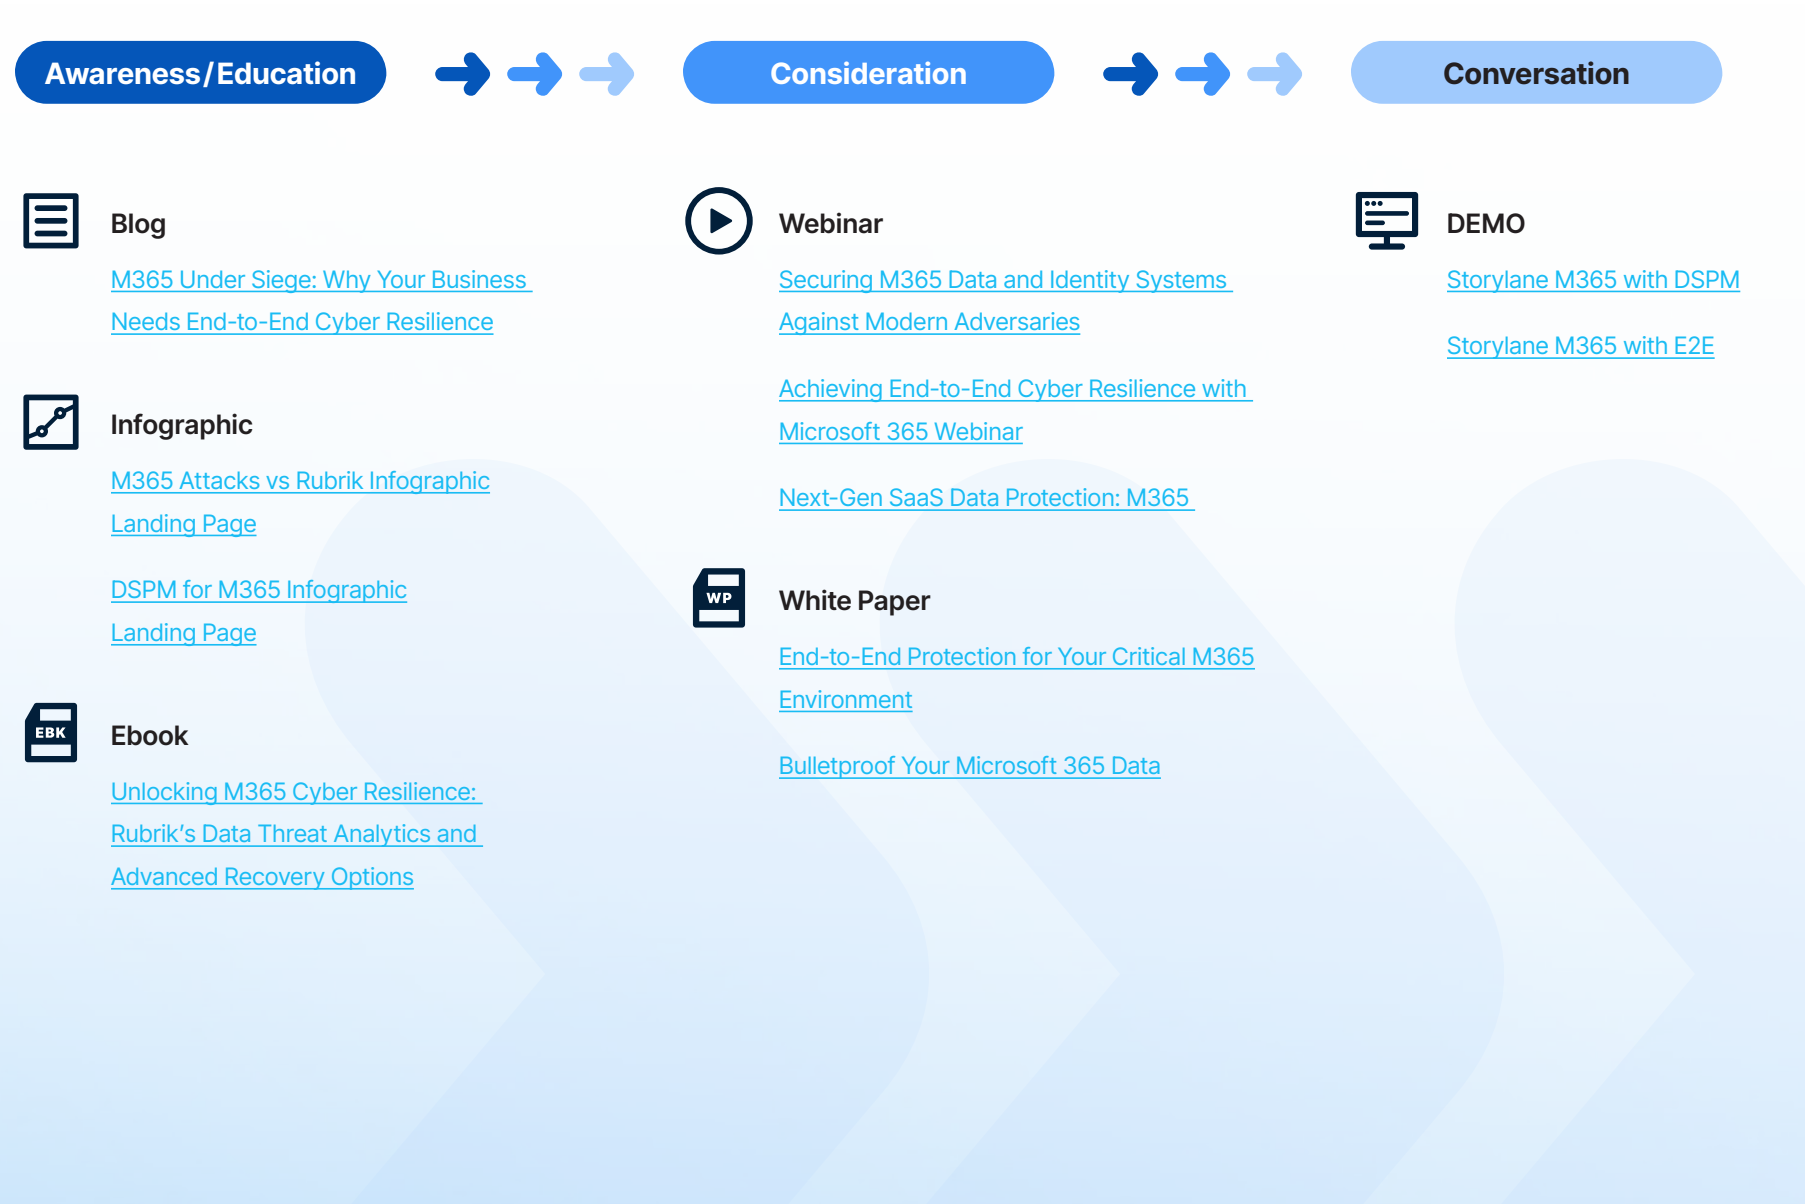 Awareness/Education
Consideration
Conversation
Blog
M365 Under Siege: Why Your Business
Needs End-to-End Cyber Resilience
Infographic
M365 Attacks vs Rubrik Infographic
Landing Page
DSPM for M365 Infographic
Landing Page
EBK
Ebook
Unlocking M365 Cyber Resilience:
Rubrik’s Data Threat Analytics and
Advanced Recovery Options
Webinar
Securing M365 Data and Identity Systems
Against Modern Adversaries
Achieving End-to-End Cyber Resilience with
Microsoft 365 Webinar
Next-Gen SaaS Data Protection: M365
WP
White Paper
End-to-End Protection for Your Critical M365
Environment
Bulletproof Your Microsoft 365 Data
DEMO
Storylane M365 with DSPM
Storylane M365 with E2E